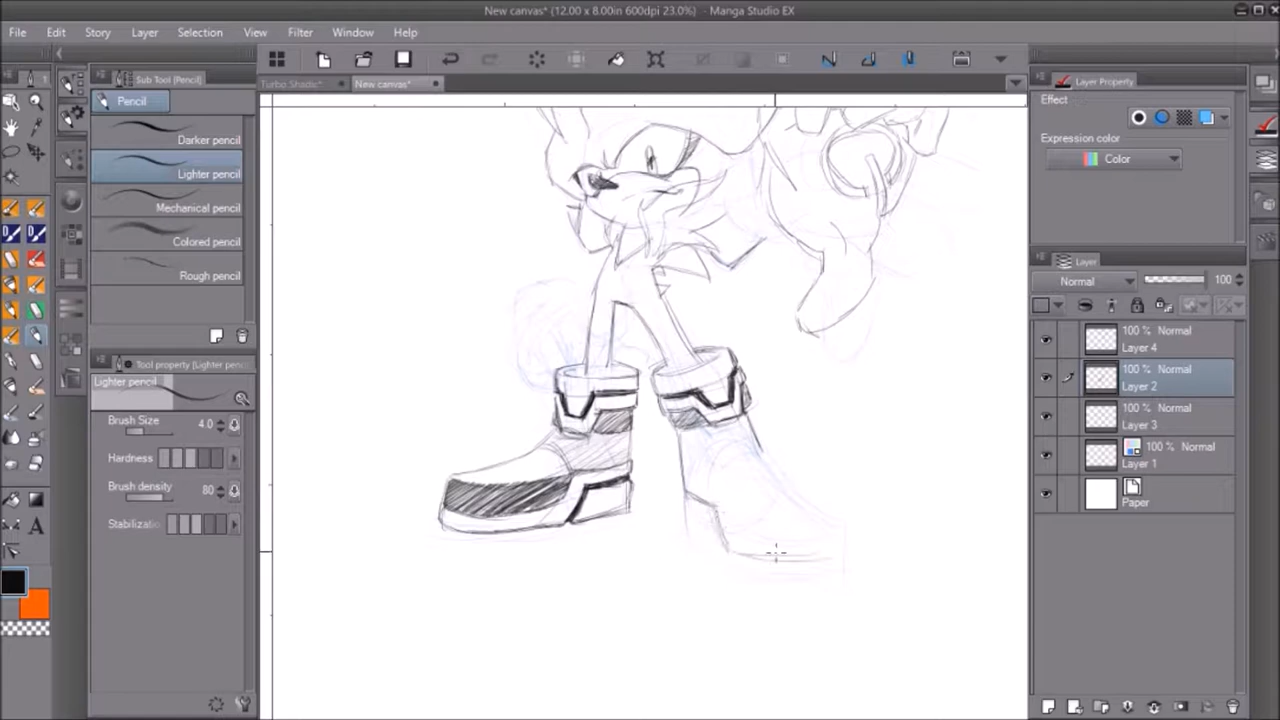 New canvas* (12.00 x 8.00in 600dpi 23.0%) - Manga Studio EX
File Edit Story Layer Selection View Filter Window Help
Sub Tool (Pencil)
Turbo Shadic* New canvas*
Layer Property
Pencil
Effect
Darker pencil
Expression color
Color
Lighter pencil
Mechanical pencil
Colored pencil
Rough pencil
Layer
Normal 100
100 % Normal
Layer 4
100 % Normal
Layer 2
100 % Normal
Layer 3
100 % Normal
Layer 1
Paper
Tool property (Lighter penc
Lighter pencil
Brush Size 4.0
Hardness
Brush density 80
Stabilizatio
A